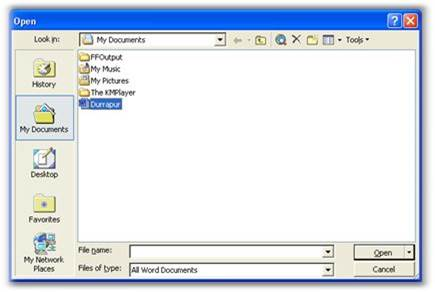 Open
Look in: My Documents
Tools
FFOutput
My Music
My Pictures
The KMPlayer
Durrapur
History
My Documents
Desktop
Favorites
My Network
Places
File name:
Open
Files of type: All Word Documents
Cancel